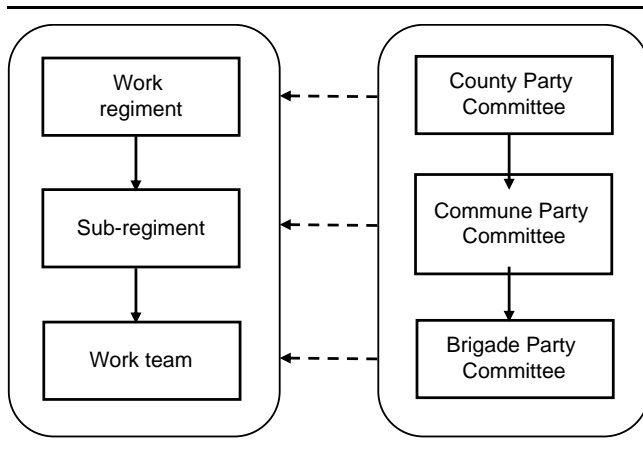 Work
regiment
Sub-regiment
Work team
County Party
Committee
Commune Party
Committee
Brigade Party
Committee